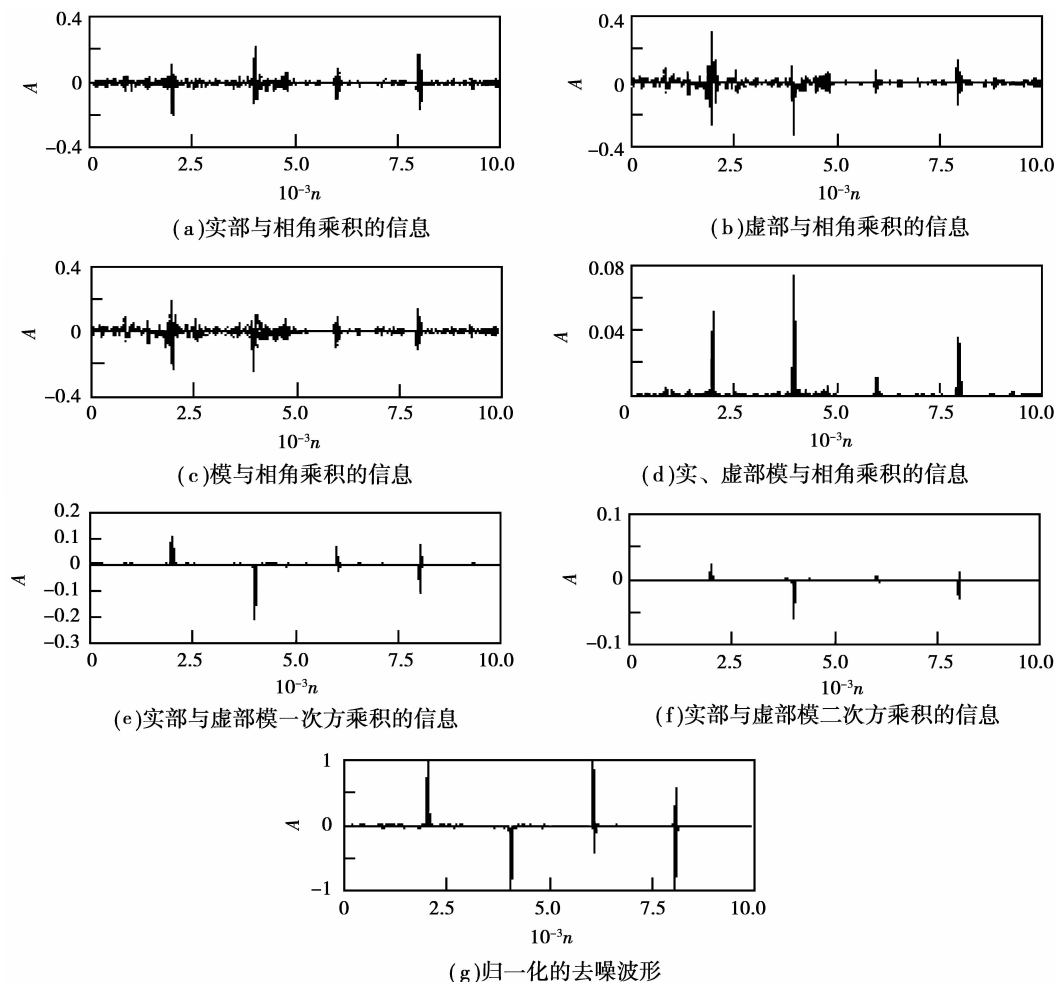 0.4
0
−0.4
A
0 2.5 5.0 7.5 10.0
10⁻³n
(a)实部与相角乘积的信息
0.4
0
−0.4
A
0 2.5 5.0 7.5 10.0
10⁻³n
(b)虚部与相角乘积的信息
0.4
0
−0.4
A
0 2.5 5.0 7.5 10.0
10⁻³n
(c)模与相角乘积的信息
0.08
0.04
A
0 2.5 5.0 7.5 10.0
10⁻³n
(d)实、虚部模与相角乘积的信息
0.2
0.1
0
−0.1
−0.2
−0.3
A
0 2.5 5.0 7.5 10.0
10⁻³n
(e)实部与虚部模一次方乘积的信息
0.1
0
−0.1
A
0 2.5 5.0 7.5 10.0
10⁻³n
(f)实部与虚部模二次方乘积的信息
1
0
−1
A
0 2.5 5.0 7.5 10.0
10⁻³n
(g)归一化的去噪波形